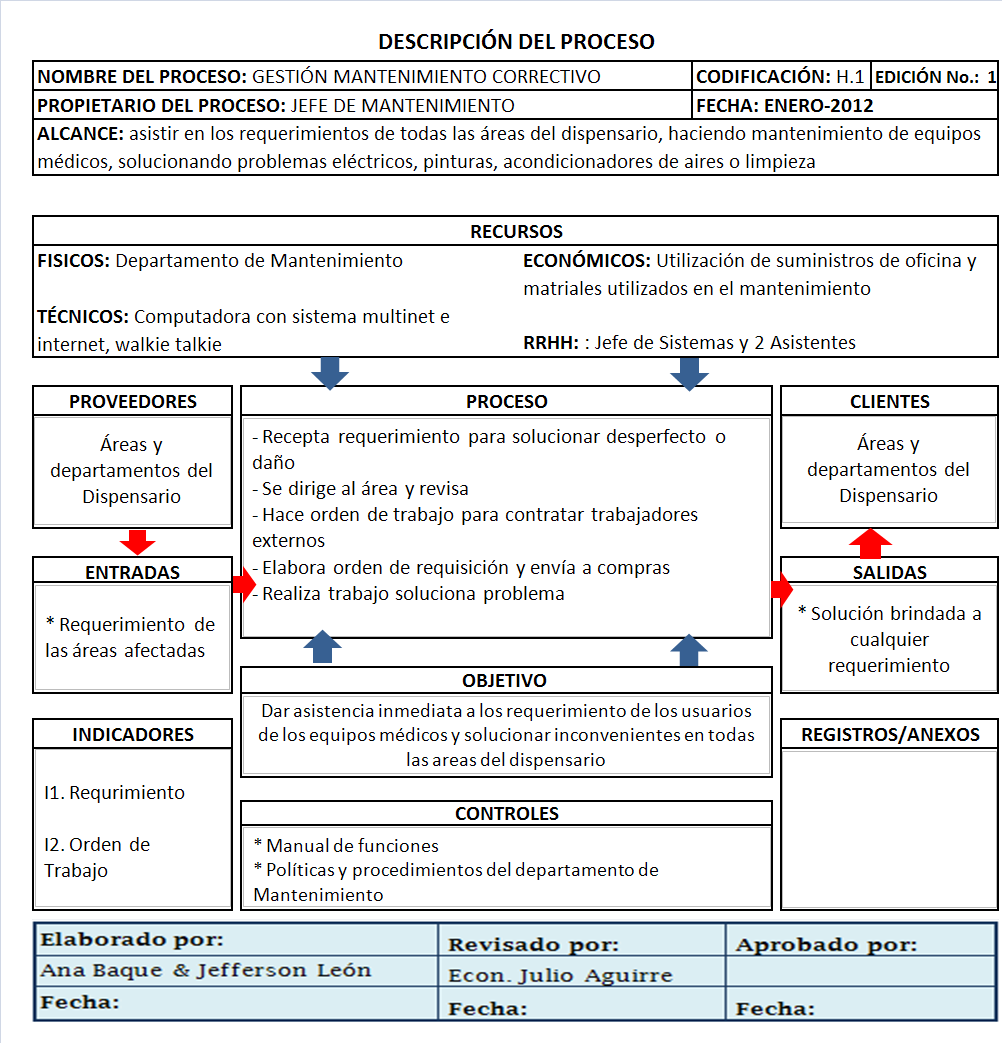 DESCRIPCIÓN DEL PROCESO
NOMBRE DEL PROCESO: GESTIÓN MANTENIMIENTO CORRECTIVO
CODIFICACIÓN: H.1
EDICIÓN No.: 1
PROPIETARIO DEL PROCESO: JEFE DE MANTENIMIENTO
FECHA: ENERO-2012
ALCANCE: asistir en los requerimientos de todas las áreas del dispensario, haciendo mantenimiento de equipos
médicos, solucionando problemas eléctricos, pinturas, acondicionadores de aires o limpieza
RECURSOS
FISICOS: Departamento de Mantenimiento
TÉCNICOS: Computadora con sistema multinet e
internet, walkie talkie
ECONÓMICOS: Utilización de suministros de oficina y
matriales utilizados en el mantenimiento
RRHH: : Jefe de Sistemas y 2 Asistentes
PROVEEDORES
Áreas y
departamentos del
Dispensario
ENTRADAS
* Requerimiento de
las áreas afectadas
PROCESO
- Recepta requerimiento para solucionar desperfecto o
daño
- Se dirige al área y revisa
- Hace orden de trabajo para contratar trabajadores
externos
- Elabora orden de requisición y envía a compras
- Realiza trabajo soluciona problema
CLIENTES
Áreas y
departamentos del
Dispensario
SALIDAS
* Solución brindada a
cualquier
requerimiento
OBJETIVO
Dar asistencia inmediata a los requerimiento de los usuarios
de los equipos médicos y solucionar inconvenientes en todas
las areas del dispensario
INDICADORES
I1. Requrimiento
I2. Orden de
Trabajo
CONTROLES
* Manual de funciones
* Políticas y procedimientos del departamento de
Mantenimiento
REGISTROS/ANEXOS
Elaborado por:
Revisado por:
Aprobado por:
Ana Baque & Jefferson León
Econ. Julio Aguirre
Fecha:
Fecha:
Fecha: